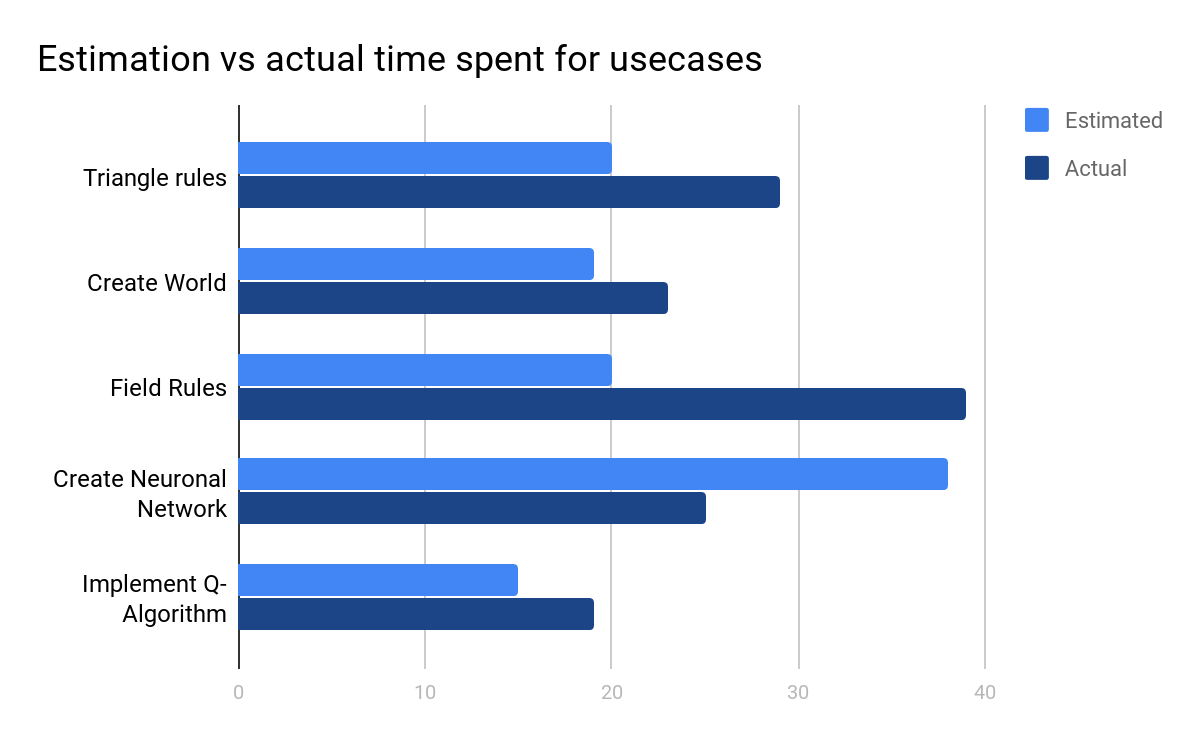 Estimation vs actual time spent for usecases
Estimated
Actual
Triangle rules
Create World
Field Rules
Create Neuronal
Network
Implement Q-
Algorithm
0 10 20 30 40